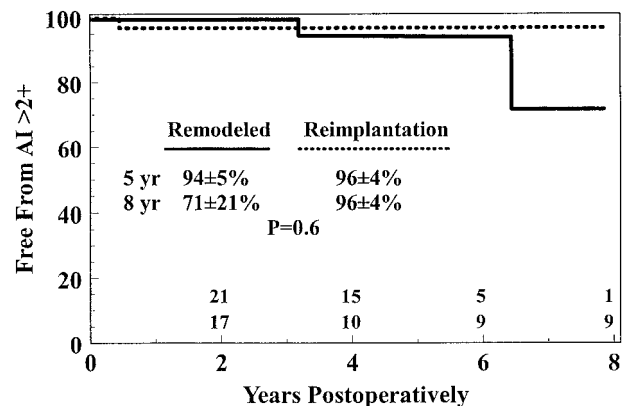 Free From AI >2+
100
80
60
40
20
0
Remodeled Reimplantation
5 yr 94±5% 96±4%
8 yr 71±21% 96±4%
P=0.6
21 15 5 1
17 10 9 9
0 2 4 6 8
Years Postoperatively